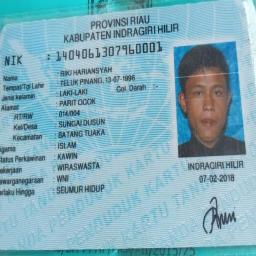 PROVINSI RIAU
KABUPATEN INDRAGIRI HILIR
NIK : 1404061307960001
Nama : RIKI HARIANSYAH
Tempat/Tgl Lahir : TELUK PINANG, 13-07-1996
Jenis kelamin : LAKI-LAKI Gol. Darah : -
Alamat : PARIT OGOK
RT/RW : 014/004
Kel/Desa : SUNGAI DUSUN
Kecamatan : BATANG TUAKA
Agama : ISLAM
Status Perkawinan : KAWIN
Pekerjaan : WIRASWASTA
Kewarganegaraan : WNI
Berlaku Hingga : SEUMUR HIDUP
INDRAGIRI HILIR
07-02-2018